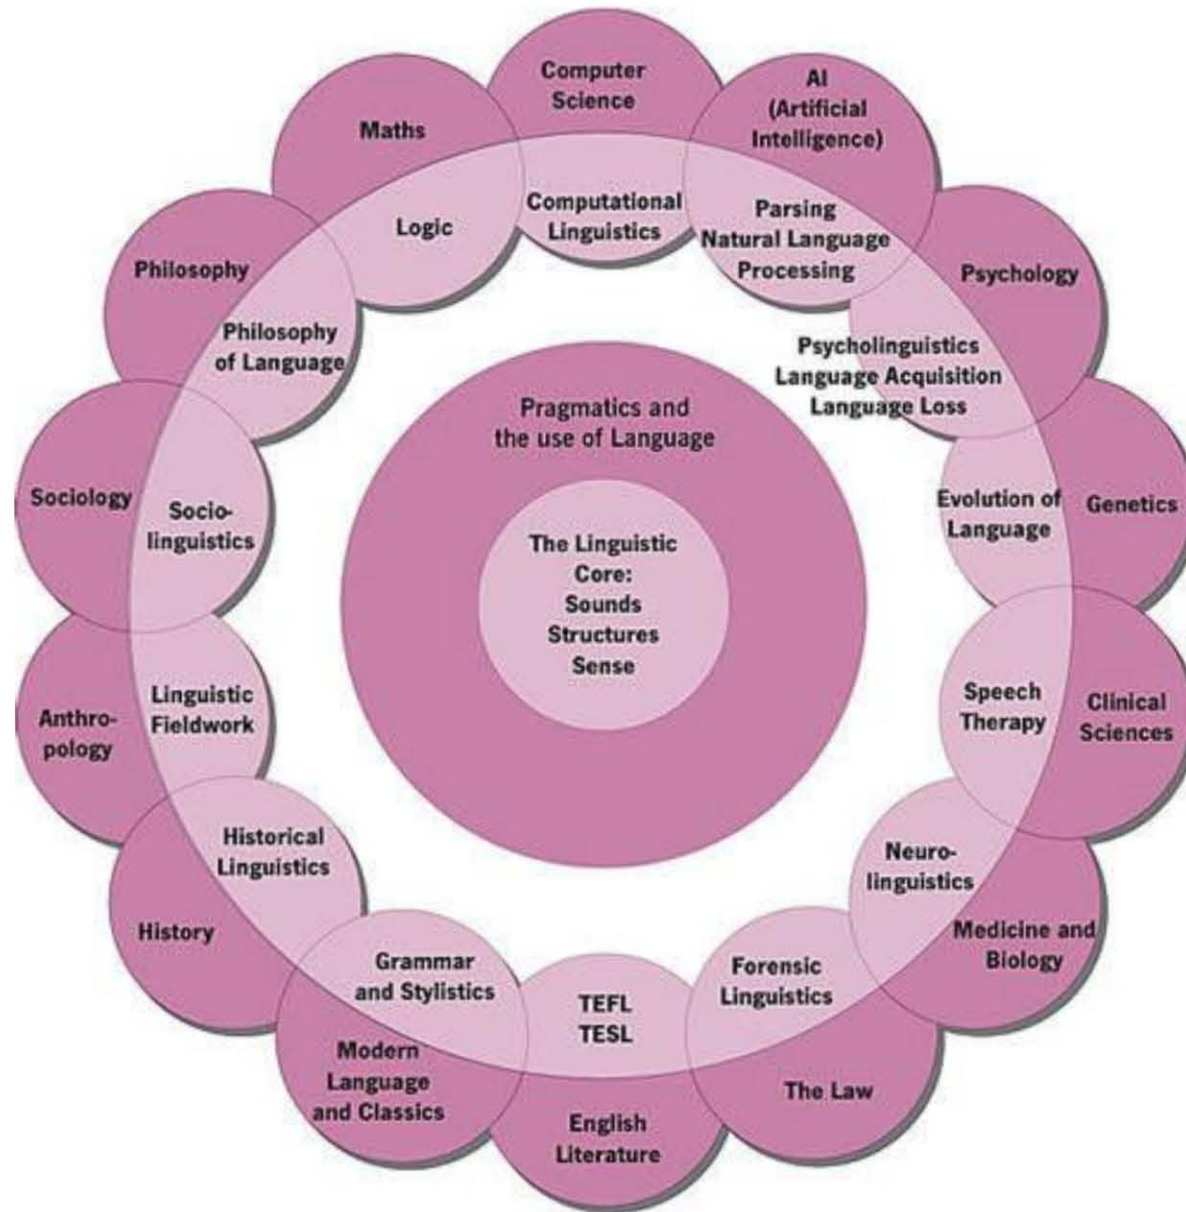 Computer
Science
AI
(Artificial
Intelligence)
Maths
Logic
Computational
Linguistics
Parsing
Natural Language
Processing
Philosophy
Philosophy
of Language
Psychology
Psycholinguistics
Language Acquisition
Language Loss
Pragmatics and
the use of Language
Sociology
Socio-
linguistics
Evolution of
Language
Genetics
The Linguistic
Core:
Sounds
Structures
Sense
Anthro-
pology
Linguistic
Fieldwork
Speech
Therapy
Clinical
Sciences
Historical
Linguistics
History
Neuro-
linguistics
Medicine and
Biology
Grammar
and Stylistics
Modern
Language
and Classics
TEFL
TESL
English
Literature
Forensic
Linguistics
The Law